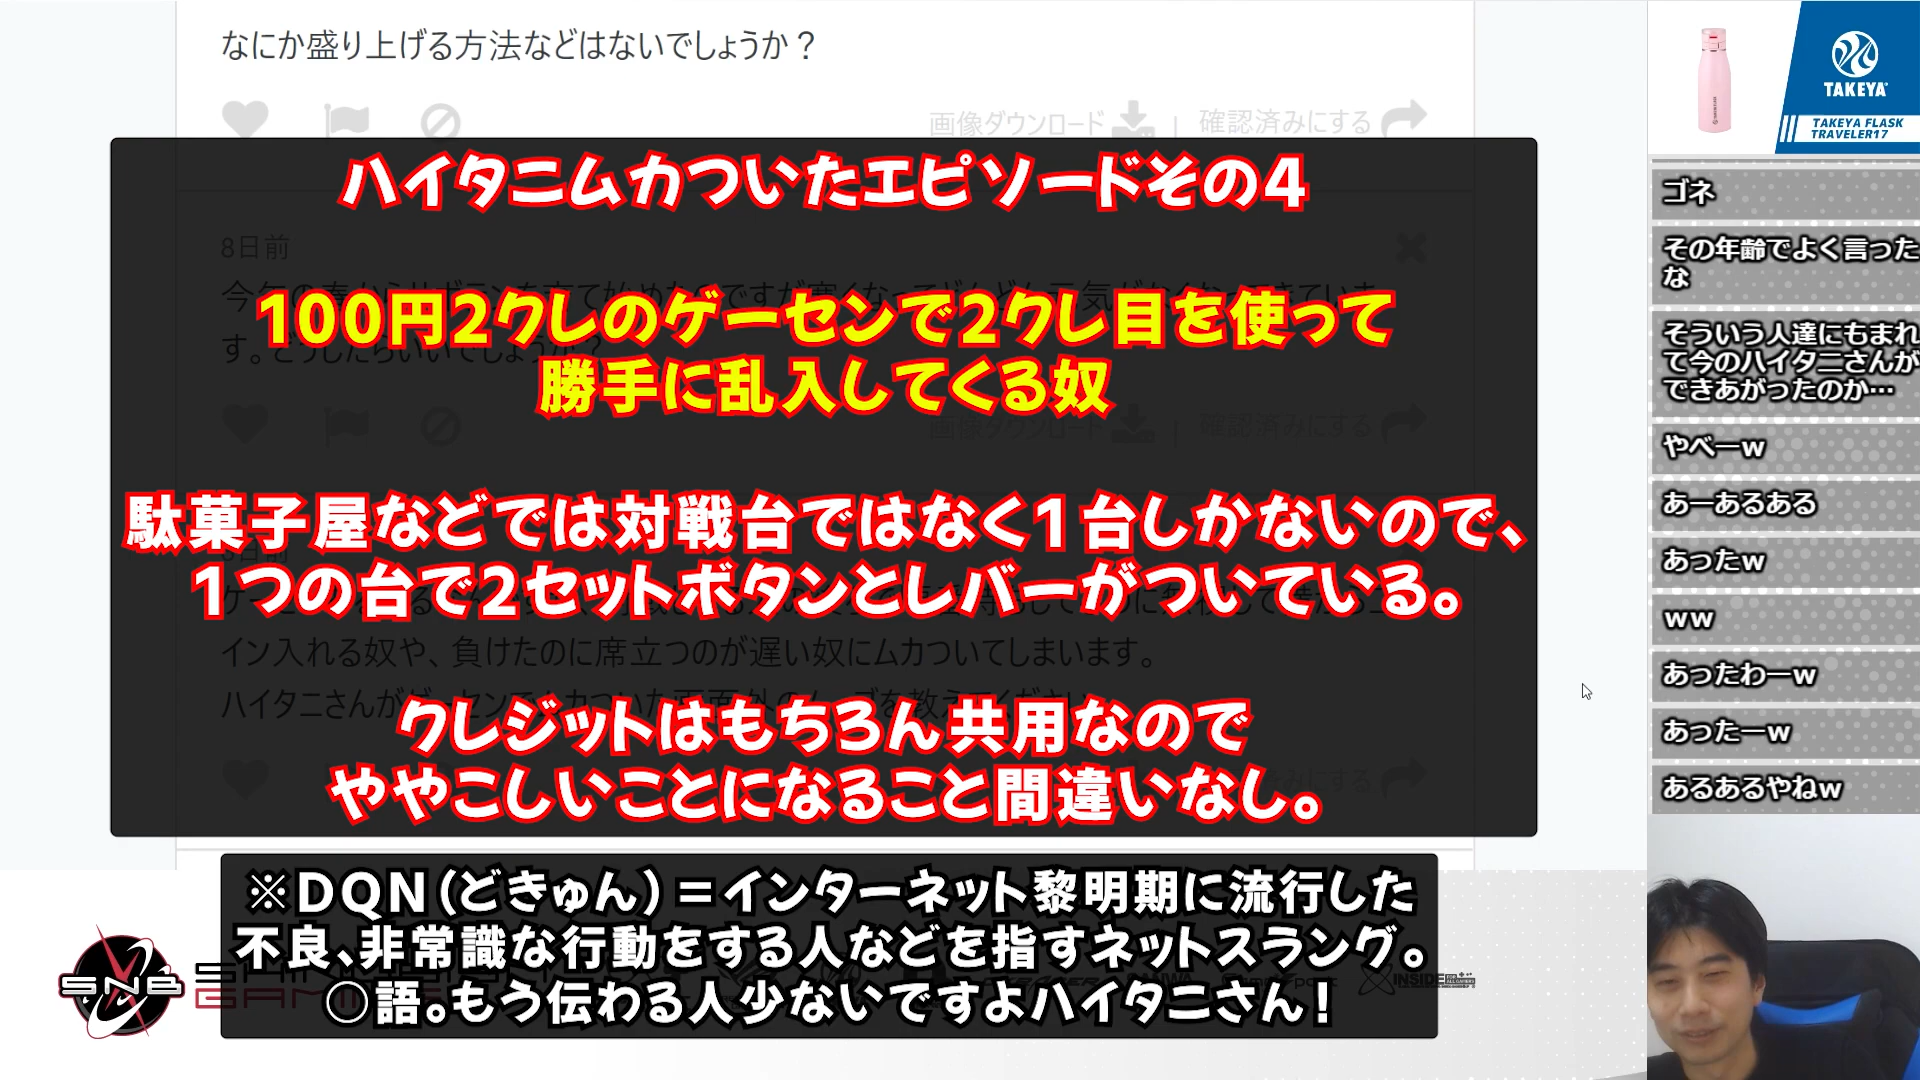 なにか盛り上げる方法などはないでしょうか？
画像ダウンロード | 確認済みにする
ハイタニムカついたエピソードその4
8日前
100円2クレのゲーセンで2クレ目を使って
勝手に乱入してくる奴
画像ダウンロード | 確認済みにする
駄菓子屋などでは対戦台ではなく1台しかないので、
1つの台で2セットボタンとレバーがついている。
イン入れる奴や、負けたのに席立つのが遅い奴にムカついてしまいます。
クレジットはもちろん共用なので
ややこしいことになること間違いなし。
※DQN(どきゅん)=インターネット黎明期に流行した
不良、非常識な行動をする人などを指すネットスラング。
○語。もう伝わる人少ないですよハイタニさん!
SNB
TAKEYA
TAKEYA FLASK
TRAVELER17
ゴネ
その年齢でよく言った
な
そういう人達にもまれ
て今のハイタニさんが
できあがったのか…
やべーw
あーあるある
あったw
ww
あったわーw
あったーw
あるあるやねw